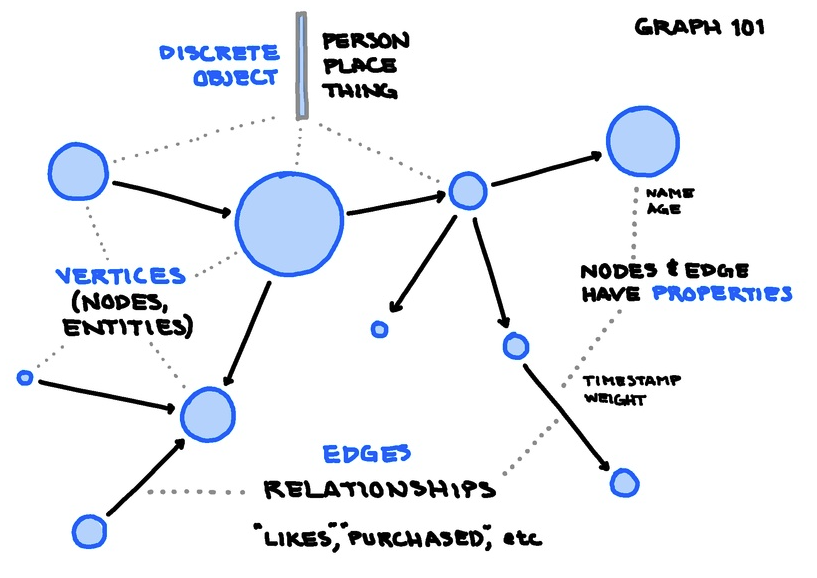 GRAPH 101
DISCRETE
OBJECT
PERSON
PLACE
THING
NAME
AGE
VERTICES
(NODES,
ENTITIES)
NODES & EDGE
HAVE PROPERTIES
TIMESTAMP
WEIGHT
EDGES
RELATIONSHIPS
"LIKES", "PURCHASED", etc